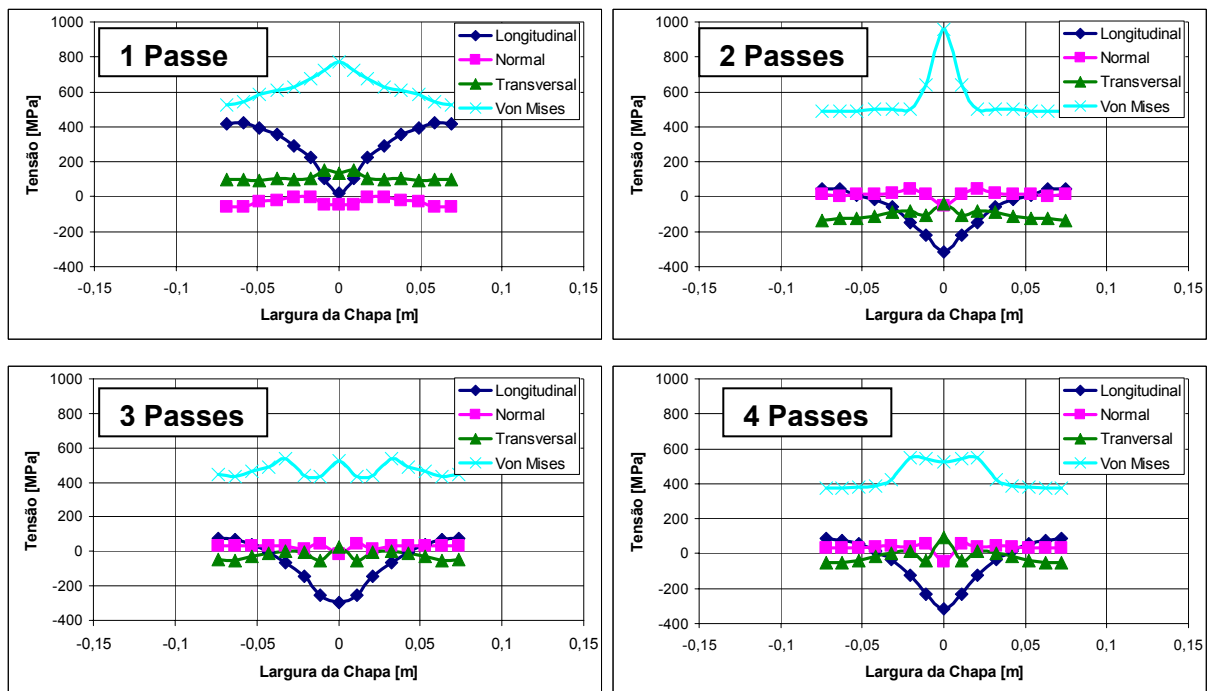 1 Passe
Longitudinal
Normal
Transversal
Von Mises
Tensão [MPa]
1000
800
600
400
200
0
-200
-400
-0,15 -0,1 -0,05 0 0,05 0,1 0,15
Largura da Chapa [m]
2 Passes
Longitudinal
Normal
Transversal
Von Mises
Tensão [MPa]
1000
800
600
400
200
0
-200
-400
-0,15 -0,1 -0,05 0 0,05 0,1 0,15
Largura da Chapa [m]
3 Passes
Longitudinal
Normal
Transversal
Von Mises
Tensão [MPa]
1000
800
600
400
200
0
-200
-400
-0,15 -0,1 -0,05 0 0,05 0,1 0,15
Largura da Chapa [m]
4 Passes
Longitudinal
Normal
Tranversal
Von Mises
Tensão [MPa]
1000
800
600
400
200
0
-200
-400
-0,15 -0,1 -0,05 0 0,05 0,1 0,15
Largura da Chapa [m]